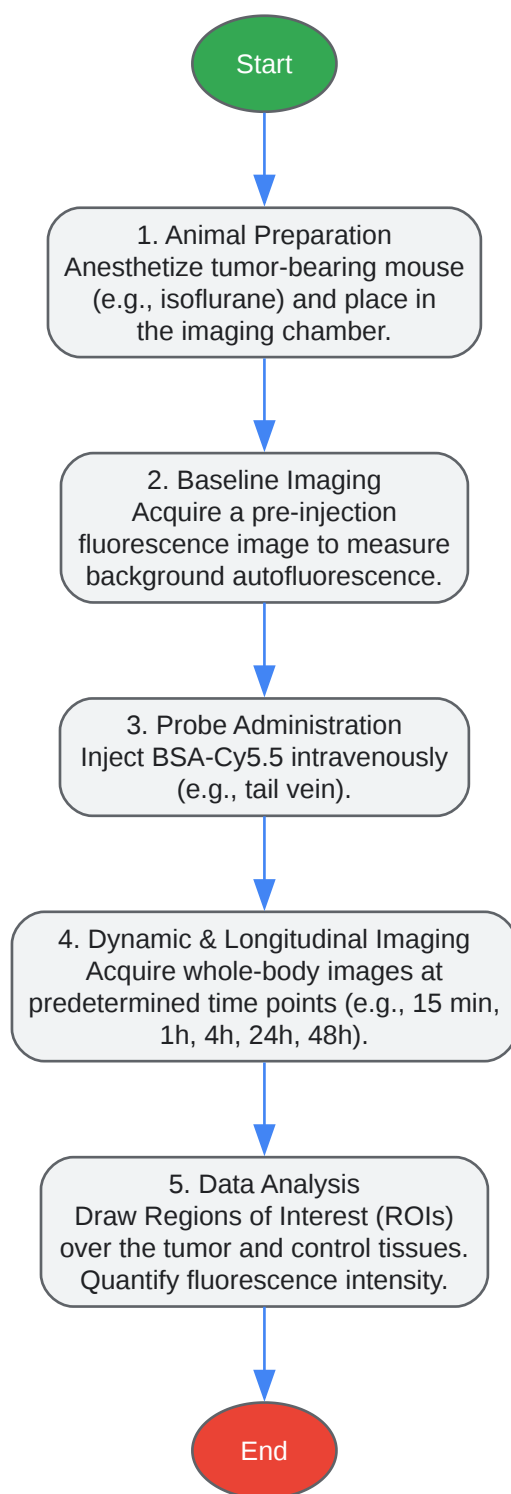 Start
1. Animal Preparation
Anesthetize tumor-bearing mouse
(e.g., isoflurane) and place in
the imaging chamber.
2. Baseline Imaging
Acquire a pre-injection
fluorescence image to measure
background autofluorescence.
3. Probe Administration
Inject BSA-Cy5.5 intravenously
(e.g., tail vein).
4. Dynamic & Longitudinal Imaging
Acquire whole-body images at
predetermined time points (e.g., 15 min,
1h, 4h, 24h, 48h).
5. Data Analysis
Draw Regions of Interest (ROIs)
over the tumor and control tissues.
Quantify fluorescence intensity.
End